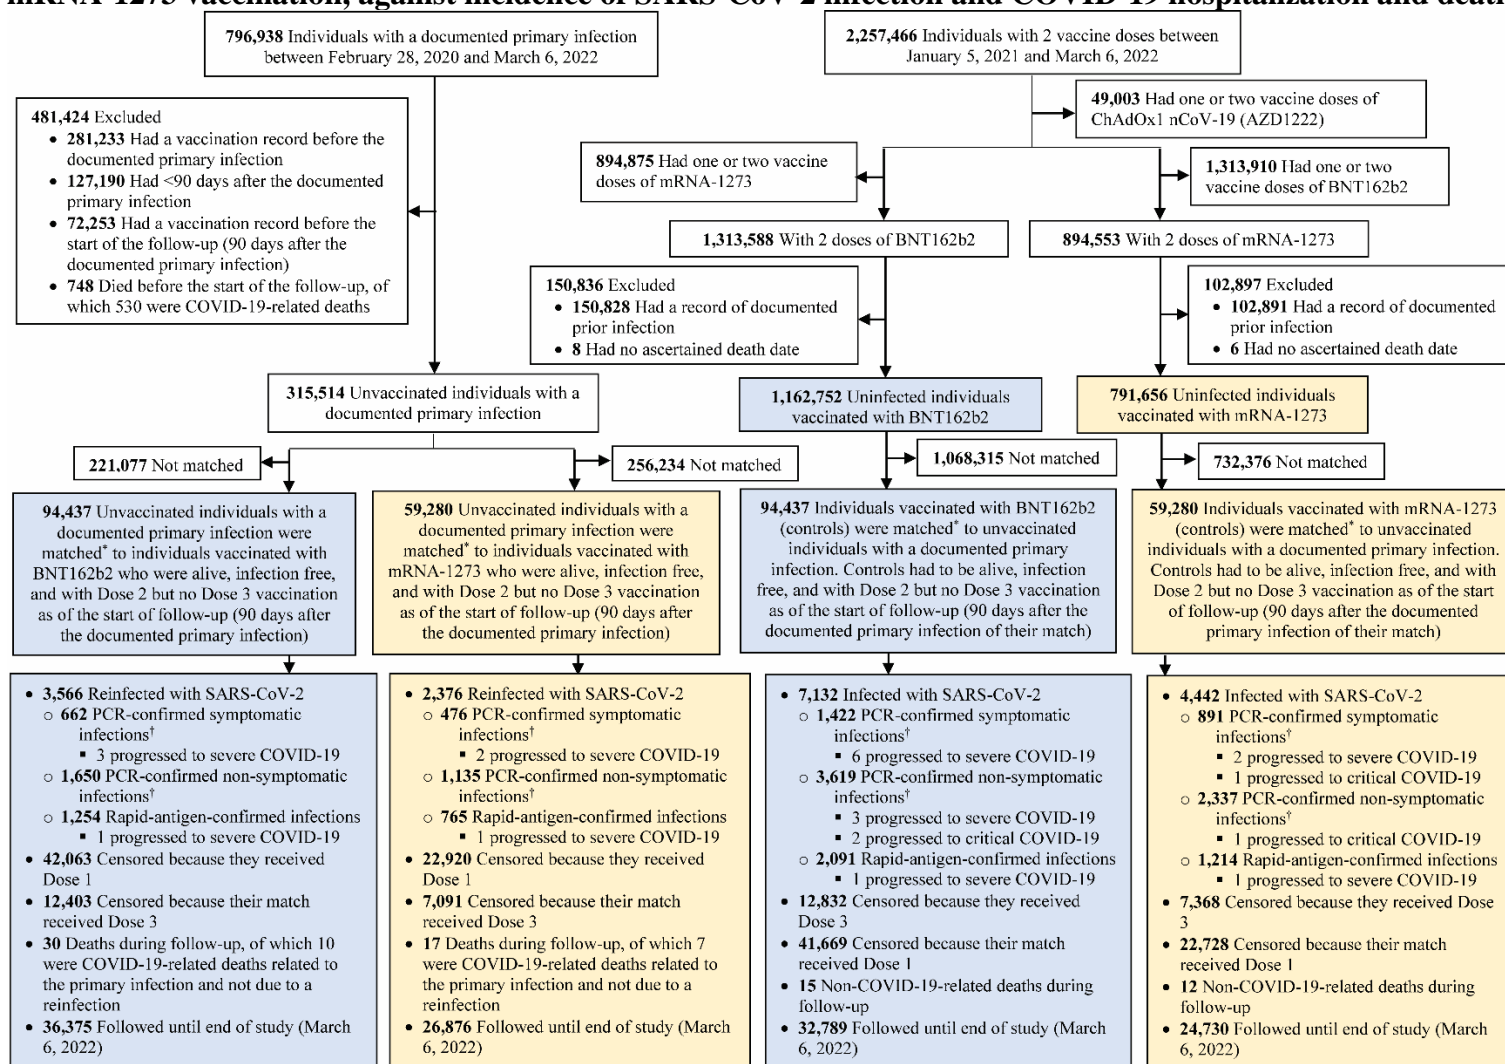 mRNA-1273 vaccination, against incidence of SARS-CoV-2 infection and COVID-19 hospitalization and death
796,938 Individuals with a documented primary infection
between February 28, 2020 and March 6, 2022
2,257,466 Individuals with 2 vaccine doses between
January 5, 2021 and March 6, 2022
481,424 Excluded
• 281,233 Had a vaccination record before the
documented primary infection
• 127,190 Had <90 days after the documented
primary infection
• 72,253 Had a vaccination record before the
start of the follow-up (90 days after the
documented primary infection)
• 748 Died before the start of the follow-up, of
which 530 were COVID-19-related deaths
49,003 Had one or two vaccine doses of
ChAdOx1 nCoV-19 (AZD1222)
894,875 Had one or two vaccine
doses of mRNA-1273
1,313,910 Had one or two
vaccine doses of BNT162b2
1,313,588 With 2 doses of BNT162b2
894,553 With 2 doses of mRNA-1273
150,836 Excluded
• 150,828 Had a record of documented
prior infection
• 8 Had no ascertained death date
102,897 Excluded
• 102,891 Had a record of documented
prior infection
• 6 Had no ascertained death date
315,514 Unvaccinated individuals with a
documented primary infection
1,162,752 Uninfected individuals
vaccinated with BNT162b2
791,656 Uninfected individuals
vaccinated with mRNA-1273
221,077 Not matched
256,234 Not matched
1,068,315 Not matched
732,376 Not matched
94,437 Unvaccinated individuals with a
documented primary infection were
matched* to individuals vaccinated with
BNT162b2 who were alive, infection free,
and with Dose 2 but no Dose 3 vaccination
as of the start of follow-up (90 days after
the documented primary infection)
59,280 Unvaccinated individuals with a
documented primary infection were
matched* to individuals vaccinated with
mRNA-1273 who were alive, infection free,
and with Dose 2 but no Dose 3 vaccination
as of the start of follow-up (90 days after
the documented primary infection)
94,437 Individuals vaccinated with BNT162b2
(controls) were matched* to unvaccinated
individuals with a documented primary
infection. Controls had to be alive, infection
free, and with Dose 2 but no Dose 3 vaccination
as of the start of follow-up (90 days after the
documented primary infection of their match)
59,280 Individuals vaccinated with mRNA-1273
(controls) were matched* to unvaccinated
individuals with a documented primary infection.
Controls had to be alive, infection free, and with
Dose 2 but no Dose 3 vaccination as of the start
of follow-up (90 days after the documented
primary infection of their match)
• 3,566 Reinfected with SARS-CoV-2
○ 662 PCR-confirmed symptomatic
infections†
▪ 3 progressed to severe COVID-19
○ 1,650 PCR-confirmed non-symptomatic
infections†
○ 1,254 Rapid-antigen-confirmed infections
▪ 1 progressed to severe COVID-19
• 42,063 Censored because they received
Dose 1
• 12,403 Censored because their match
received Dose 3
• 30 Deaths during follow-up, of which 10
were COVID-19-related deaths related to
the primary infection and not due to a
reinfection
• 36,375 Followed until end of study (March
6, 2022)
• 2,376 Reinfected with SARS-CoV-2
○ 476 PCR-confirmed symptomatic
infections†
▪ 2 progressed to severe COVID-19
○ 1,135 PCR-confirmed non-symptomatic
infections†
○ 765 Rapid-antigen-confirmed infections
▪ 1 progressed to severe COVID-19
• 22,920 Censored because they received
Dose 1
• 7,091 Censored because their match
received Dose 3
• 17 Deaths during follow-up, of which 7
were COVID-19-related deaths related to
the primary infection and not due to a
reinfection
• 26,876 Followed until end of study (March
6, 2022)
• 7,132 Infected with SARS-CoV-2
○ 1,422 PCR-confirmed symptomatic
infections†
▪ 6 progressed to severe COVID-19
○ 3,619 PCR-confirmed non-symptomatic
infections†
▪ 3 progressed to severe COVID-19
▪ 2 progressed to critical COVID-19
○ 2,091 Rapid-antigen-confirmed infections
▪ 1 progressed to severe COVID-19
• 12,832 Censored because they received
Dose 3
• 41,669 Censored because their match
received Dose 1
• 15 Non-COVID-19-related deaths during
follow-up
• 32,789 Followed until end of study (March
6, 2022)
• 4,442 Infected with SARS-CoV-2
○ 891 PCR-confirmed symptomatic
infections†
▪ 2 progressed to severe COVID-19
▪ 1 progressed to critical COVID-19
○ 2,337 PCR-confirmed non-symptomatic
infections†
▪ 1 progressed to critical COVID-19
○ 1,214 Rapid-antigen-confirmed infections
▪ 1 progressed to severe COVID-19
• 7,368 Censored because they received Dose
3
• 22,728 Censored because their match
received Dose 1
• 12 Non-COVID-19-related deaths during
follow-up
• 24,730 Followed until end of study (March
6, 2022)